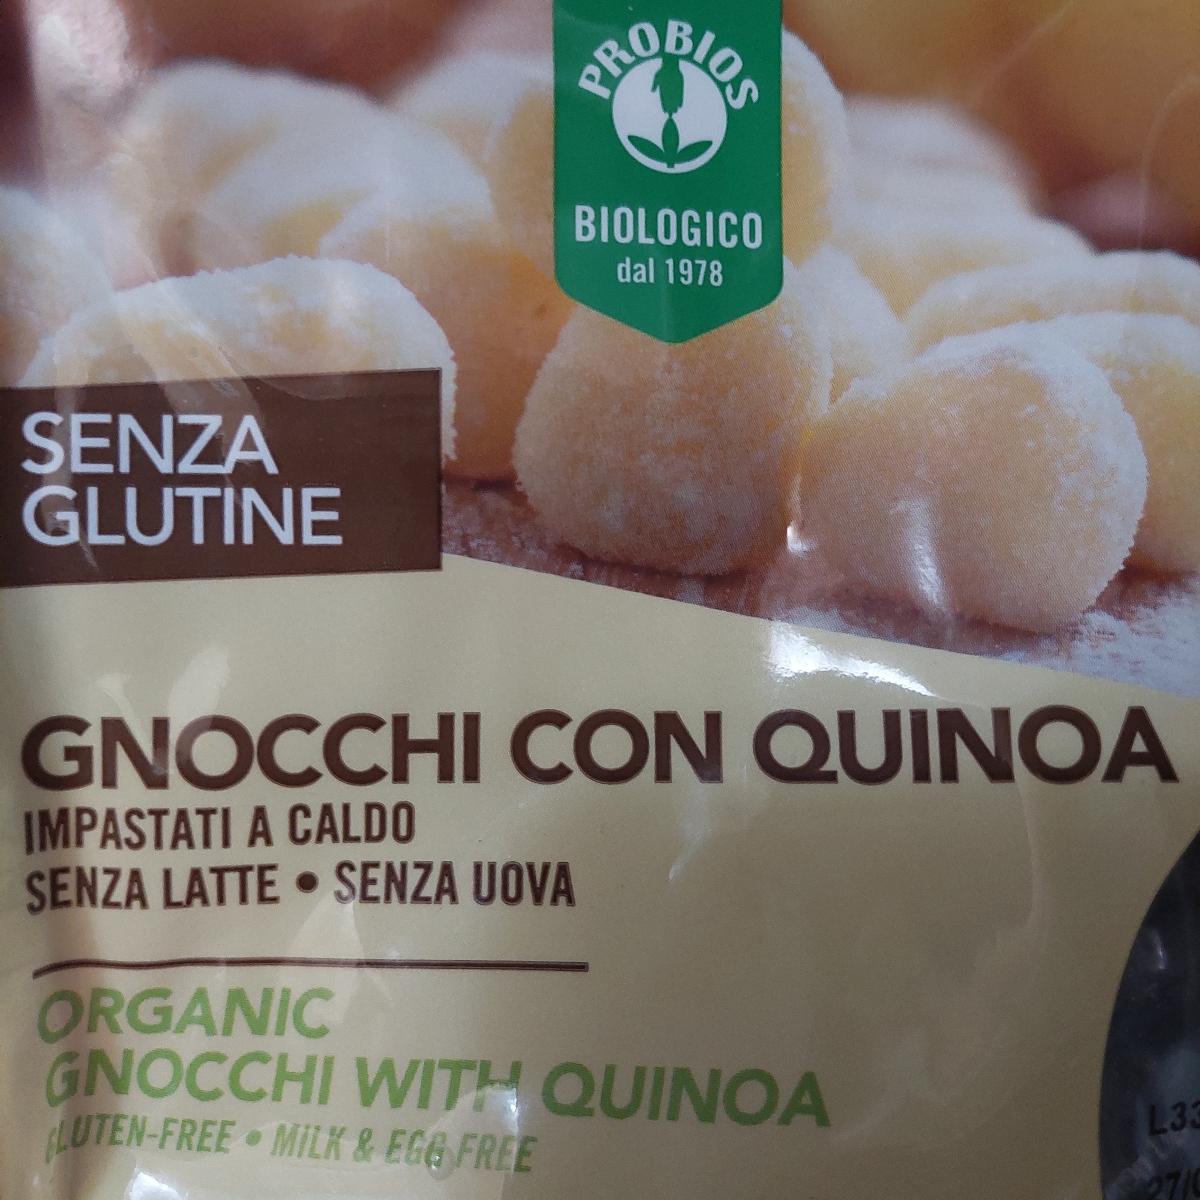 PROBIOS
BIOLOGICO
dal 1978
SENZA
GLUTINE
GNOCCHI CON QUINOA
IMPASTATI A CALDO
SENZA LATTE • SENZA UOVA
ORGANIC
GNOCCHI WITH QUINOA
GLUTEN-FREE • MILK & EGG FREE
L33